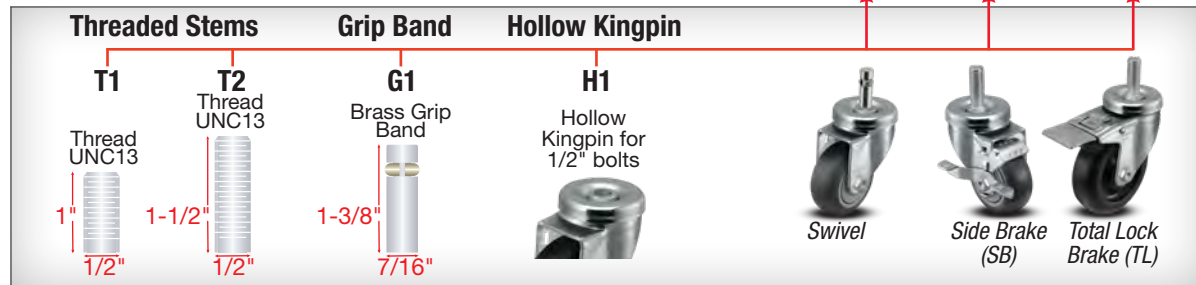 Threaded Stems
Grip Band
Hollow Kingpin
T1
T2
G1
H1
Thread
UNC13
Thread
UNC13
Brass Grip
Band
Hollow
Kingpin for
1/2" bolts
1"
1-1/2"
1-3/8"
1/2"
1/2"
7/16"
Swivel
Side Brake
(SB)
Total Lock
Brake (TL)